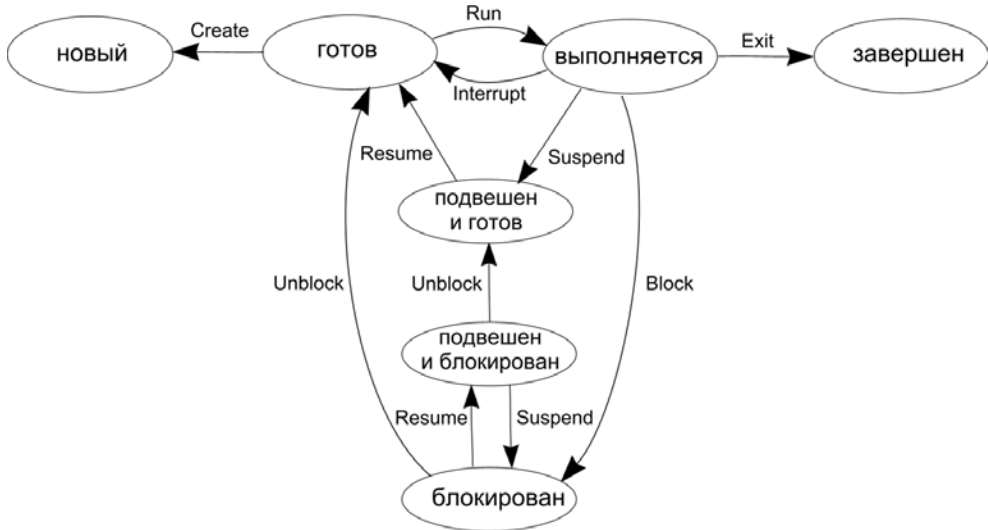 Run
Create
новый
готов
выполняется
Exit
завершен
Interrupt
Resume
Suspend
подвешен
и готов
Unblock
Unblock
Block
подвешен
и блокирован
Resume
Suspend
блокирован